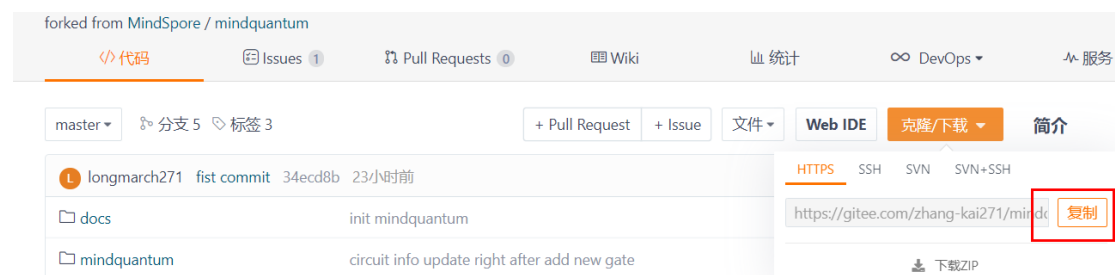 forked from MindSpore / mindquantum
代码 Issues 1 Pull Requests 0 Wiki 统计 DevOps 服务
master 分支 5 标签 3 + Pull Request + Issue 文件 Web IDE 克隆/下载 简介
HTTPS SSH SVN SVN+SSH
L longmarch271 fist commit 34ecd8b 23小时前
https://gitee.com/zhang-kai271/mind 复制
docs init mindquantum
mindquantum circuit info update right after add new gate
下载ZIP